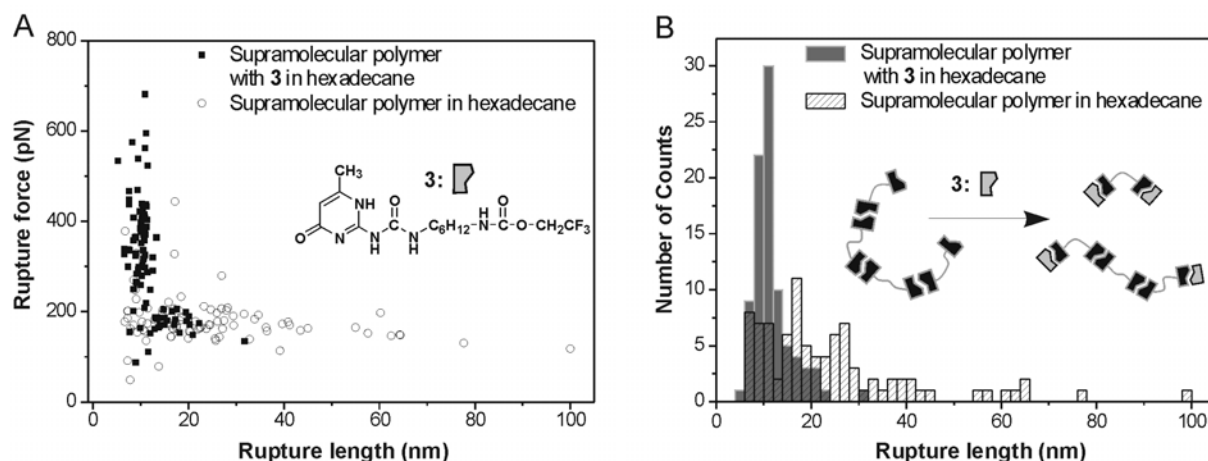 A
800
600
400
200
0
0
20
40
60
80
100
Rupture force (pN)
Rupture length (nm)
Supramolecular polymer
with 3 in hexadecane
Supramolecular polymer in hexadecane
3:
CH3
NH
O
N
N
H
O
N
H
C6H12
N
H
O
O
CH2CF3
B
30
25
20
15
10
5
0
0
20
40
60
80
100
Number of Counts
Rupture length (nm)
Supramolecular polymer
with 3 in hexadecane
Supramolecular polymer in hexadecane
3: